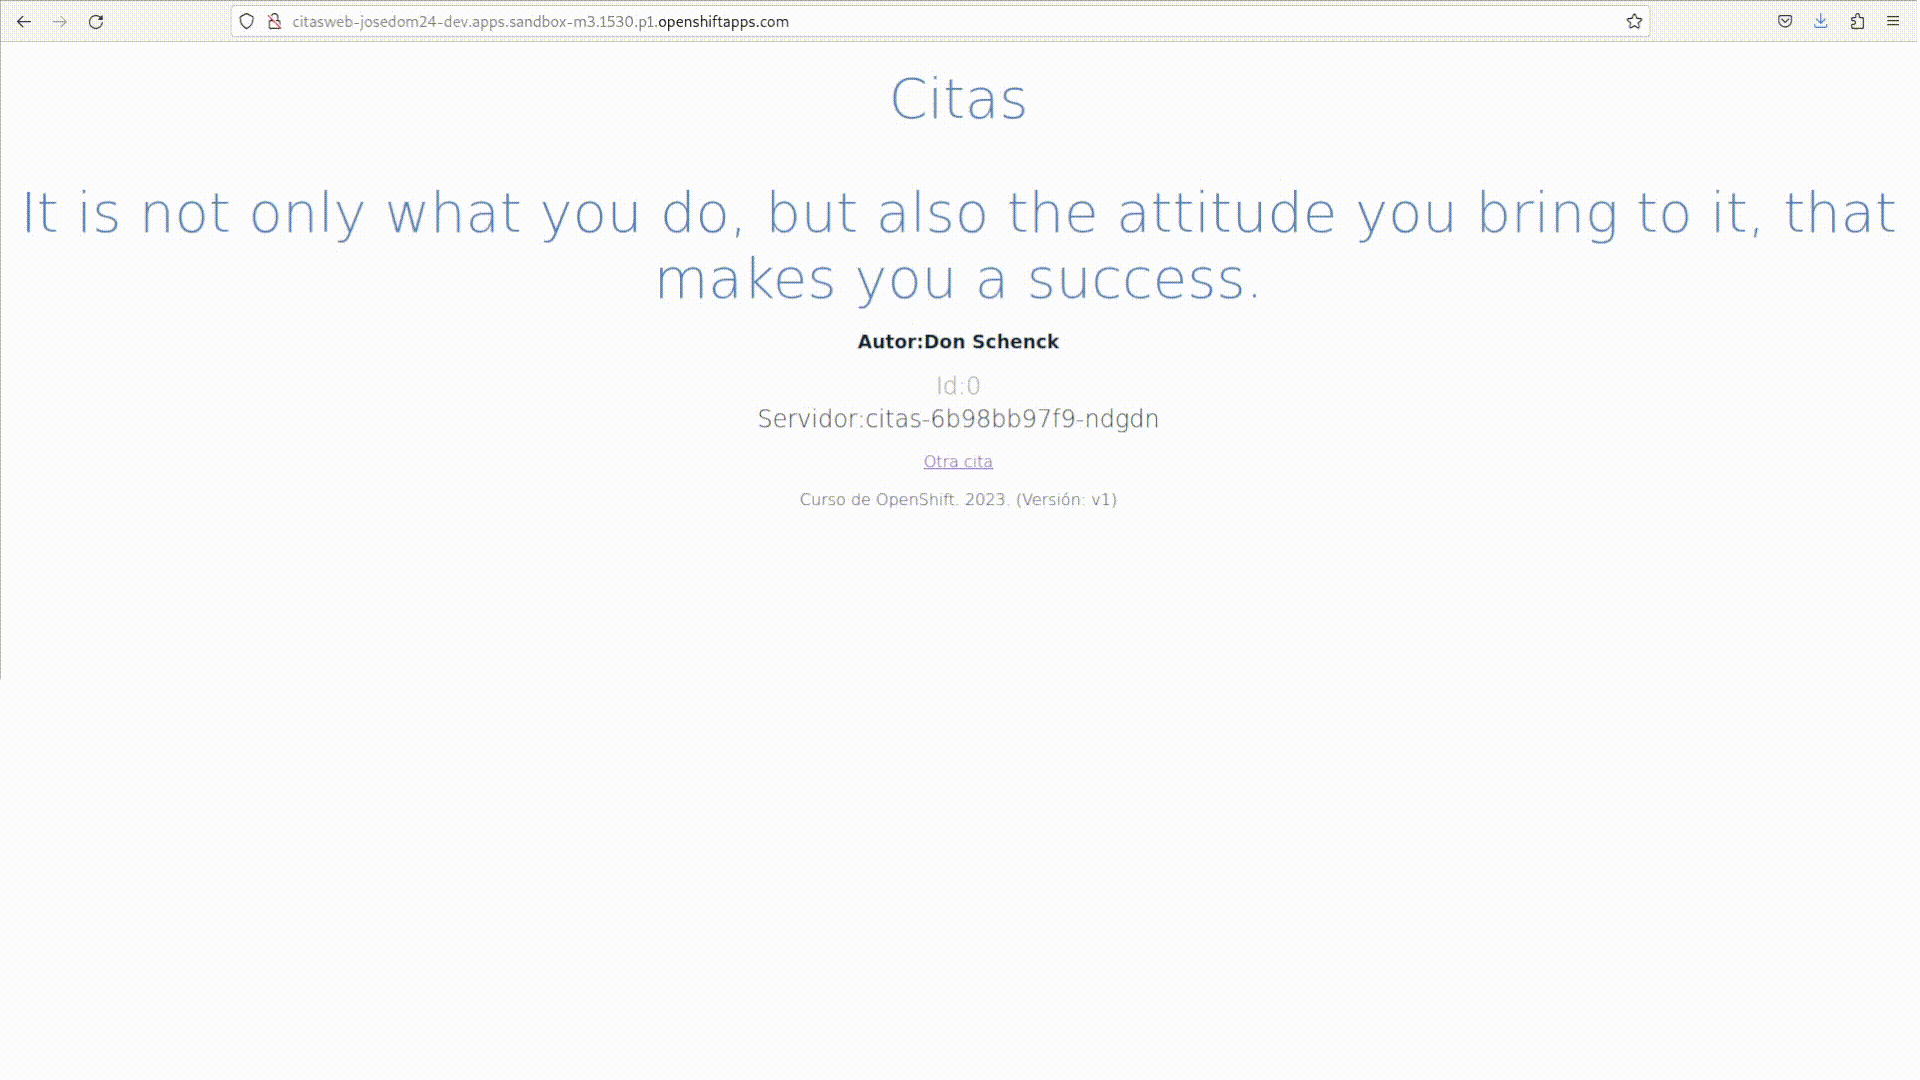 citasweb-josedom24-dev.apps.sandbox-m3.1530.p1.openshiftapps.com
Citas
It is not only what you do, but also the attitude you bring to it, that
makes you a success.
Autor:Don Schenck
Id:0
Servidor:citas-6b98bb97f9-ndgdn
Otra cita
Curso de OpenShift. 2023. (Versión: v1)